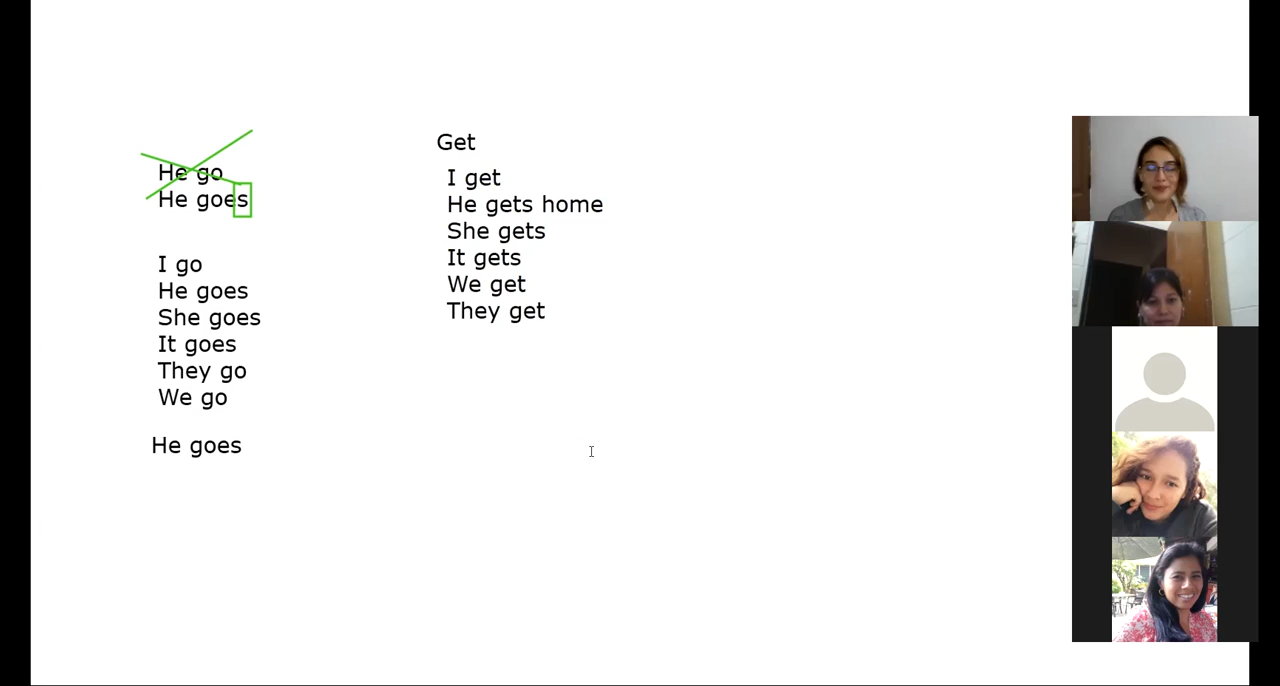 He go
He goes
I go
He goes
She goes
It goes
They go
We go
He goes
Get
I get
He gets home
She gets
It gets
We get
They get